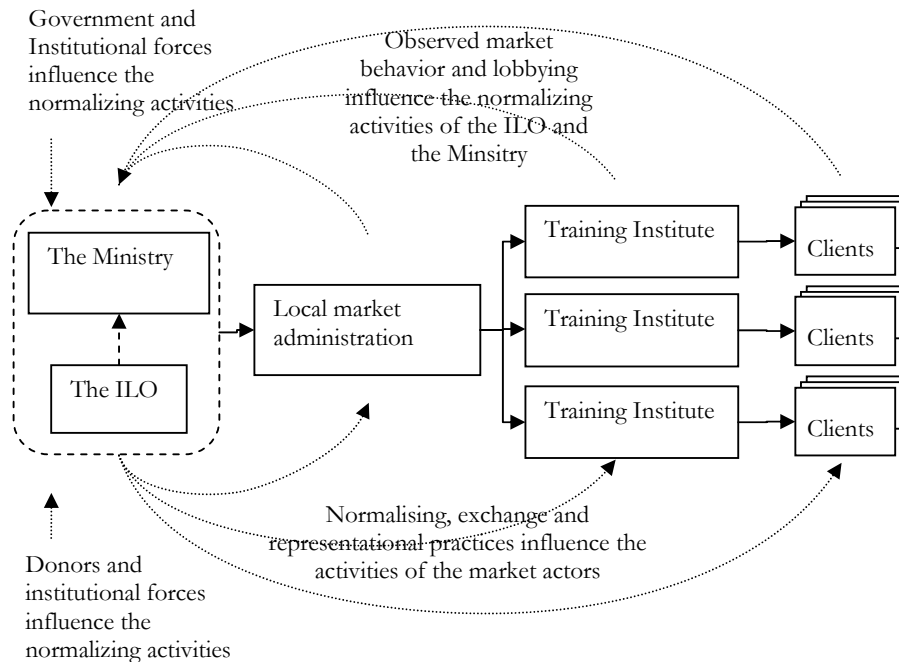 Government and
Institutional forces
influence the
normalizing activities
Observed market
behavior and lobbying
influence the normalizing
activities of the ILO and
the Minsitry
The Ministry
The ILO
Local market
administration
Training Institute
Clients
Training Institute
Clients
Training Institute
Clients
Normalising, exchange and
representational practices influence the
activities of the market actors
Donors and
institutional forces
influence the
normalizing activities